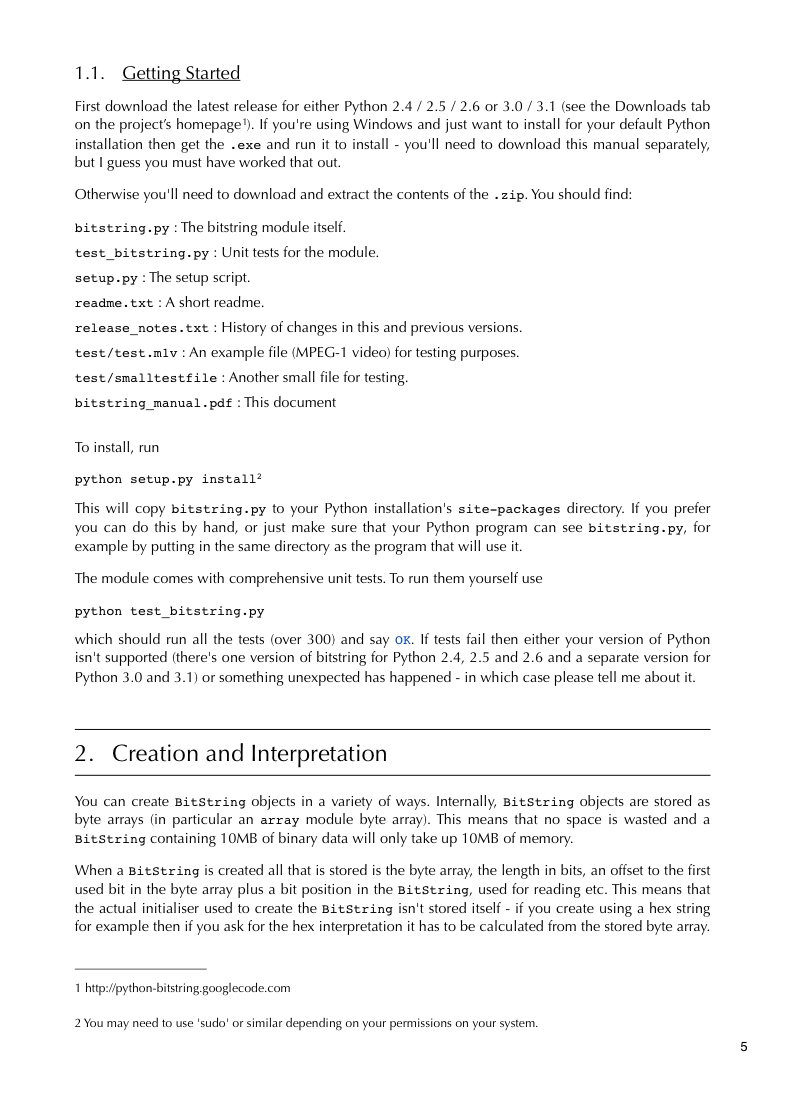 1.1. Getting Started
First download the latest release for either Python 2.4 / 2.5 / 2.6 or 3.0 / 3.1 (see the Downloads tab
on the project’s homepage¹). If you're using Windows and just want to install for your default Python
installation then get the .exe and run it to install - you'll need to download this manual separately,
but I guess you must have worked that out.
Otherwise you'll need to download and extract the contents of the .zip. You should find:
bitstring.py : The bitstring module itself.
test_bitstring.py : Unit tests for the module.
setup.py : The setup script.
readme.txt : A short readme.
release_notes.txt : History of changes in this and previous versions.
test/test.m1v : An example file (MPEG-1 video) for testing purposes.
test/smalltestfile : Another small file for testing.
bitstring_manual.pdf : This document
To install, run
python setup.py install²
This will copy bitstring.py to your Python installation's site-packages directory. If you prefer
you can do this by hand, or just make sure that your Python program can see bitstring.py, for
example by putting in the same directory as the program that will use it.
The module comes with comprehensive unit tests. To run them yourself use
python test_bitstring.py
which should run all the tests (over 300) and say OK. If tests fail then either your version of Python
isn't supported (there's one version of bitstring for Python 2.4, 2.5 and 2.6 and a separate version for
Python 3.0 and 3.1) or something unexpected has happened - in which case please tell me about it.
2. Creation and Interpretation
You can create BitString objects in a variety of ways. Internally, BitString objects are stored as
byte arrays (in particular an array module byte array). This means that no space is wasted and a
BitString containing 10MB of binary data will only take up 10MB of memory.
When a BitString is created all that is stored is the byte array, the length in bits, an offset to the first
used bit in the byte array plus a bit position in the BitString, used for reading etc. This means that
the actual initialiser used to create the BitString isn't stored itself - if you create using a hex string
for example then if you ask for the hex interpretation it has to be calculated from the stored byte array.
1 http://python-bitstring.googlecode.com
2 You may need to use 'sudo' or similar depending on your permissions on your system.
5